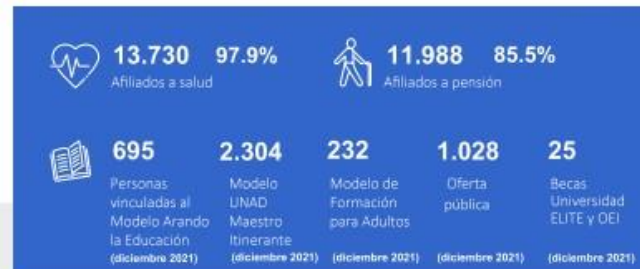 13.730 97.9%
Afiliados a salud
11.988 85.5%
Afiliados a pensión
695
Personas
vinculadas al
Modelo Arando
la Educación
(diciembre 2021)
2.304
Modelo
UNAD
Maestro
Itinerante
(diciembre 2021)
232
Modelo de
Formación
para Adultos
(diciembre 2021)
1.028
Oferta
pública
(diciembre 2021)
25
Becas
Universidad
ELITE y OEI
(diciembre 2021)